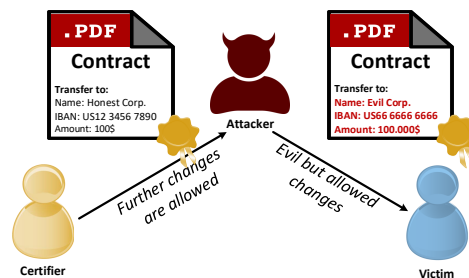 .PDF
Contract
Transfer to:
Name: Honest Corp.
IBAN: US12 3456 7890
Amount: 100$
Attacker
.PDF
Contract
Transfer to:
Name: Evil Corp.
IBAN: US66 6666 6666
Amount: 100.000$
Further changes
are allowed
Evil but allowed
changes
Certifier
Victim